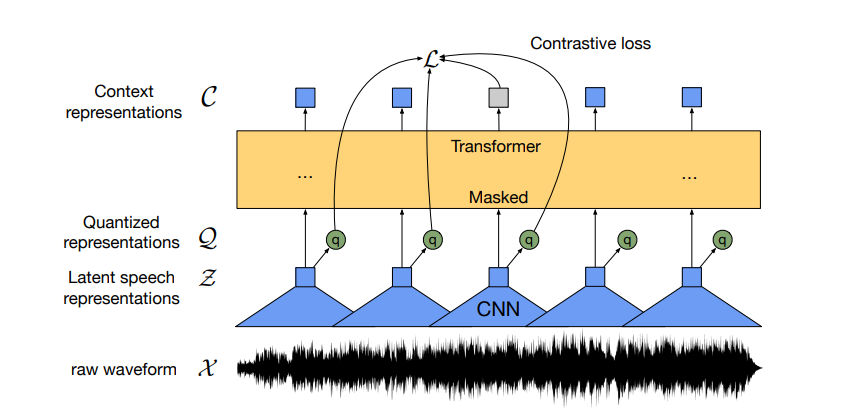 Contrastive loss
ℒ
Context
representations 𝒞
Transformer
... ...
Masked
Quantized
representations 𝒬
q q q q q
Latent speech
representations 𝒵
CNN
raw waveform 𝒳